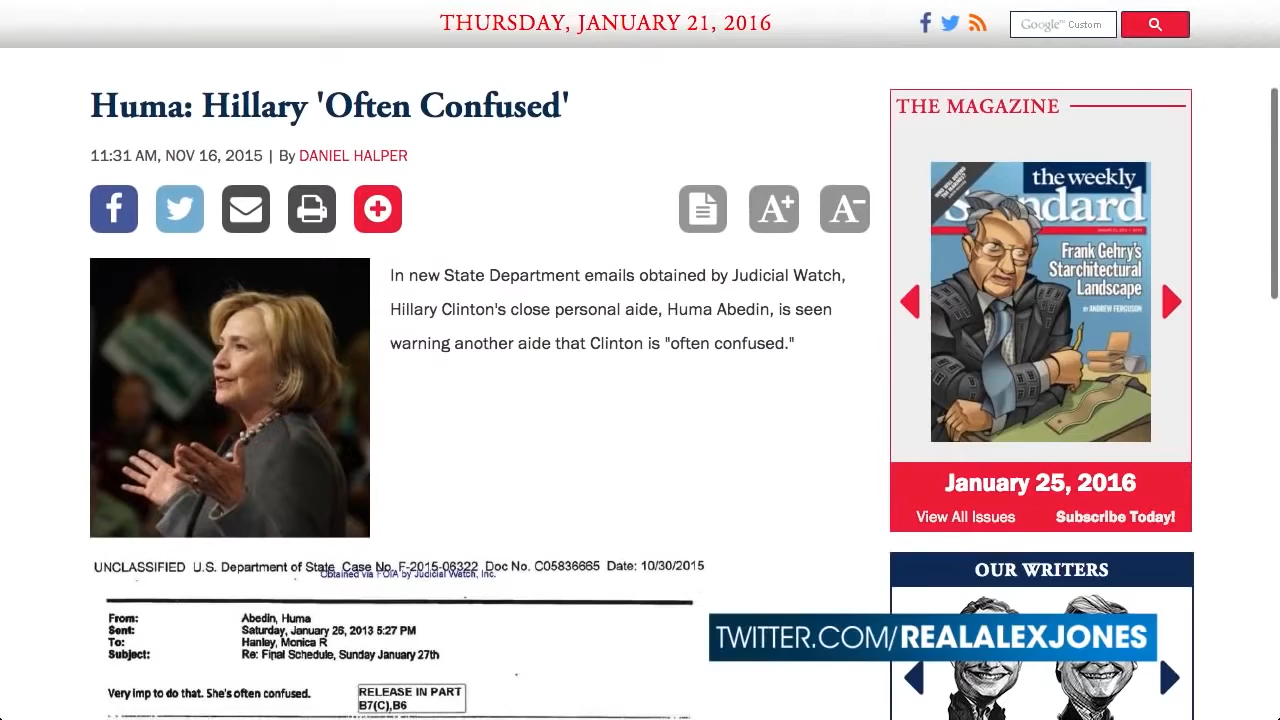 THURSDAY, JANUARY 21, 2016
Google™ Custom
Huma: Hillary 'Often Confused'
11:31 AM, NOV 16, 2015 | By DANIEL HALPER
A+
A-
In new State Department emails obtained by Judicial Watch,
Hillary Clinton's close personal aide, Huma Abedin, is seen
warning another aide that Clinton is "often confused."
THE MAGAZINE
the weekly
Standard
Frank Gehry's
Starchitectural
Landscape
BY ANDREW FERGUSON
January 25, 2016
View All Issues Subscribe Today!
OUR WRITERS
UNCLASSIFIED U.S. Department of State Case No. F-2015-06322 Doc No. C05836665 Date: 10/30/2015
Obtained via FOIA by Judicial Watch, Inc.
From: Abedin, Huma
Sent: Saturday, January 26, 2013 5:27 PM
To: Hanley, Monica R
Subject: Re: Final Schedule, Sunday January 27th
Very imp to do that. She's often confused.
RELEASE IN PART
B7(C),B6
TWITTER.COM/REALALEXJONES